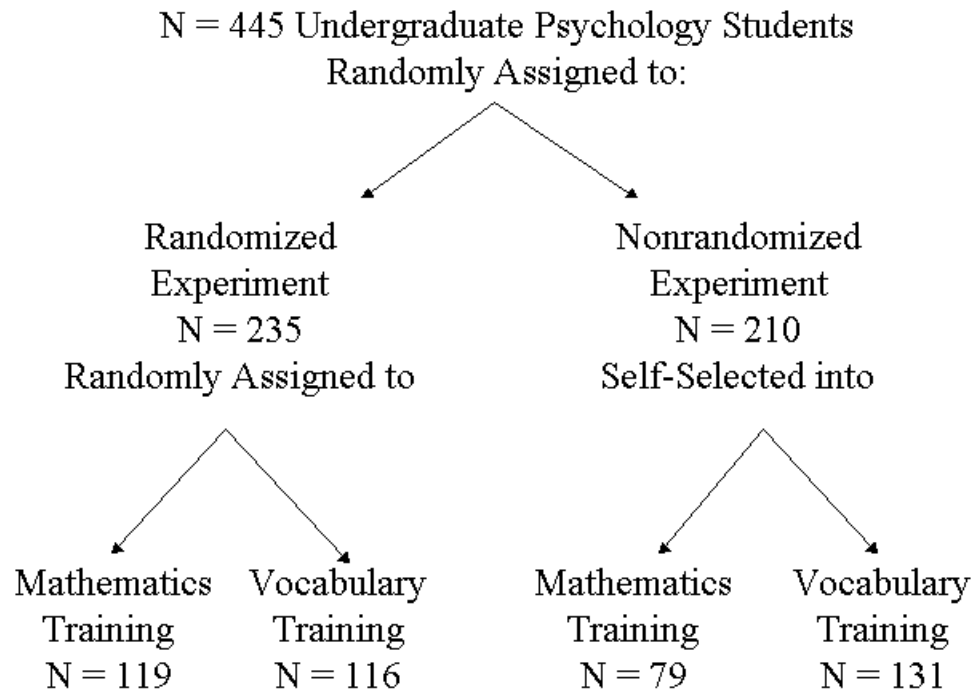 N = 445 Undergraduate Psychology Students
Randomly Assigned to:
Randomized
Experiment
N = 235
Randomly Assigned to
Nonrandomized
Experiment
N = 210
Self-Selected into
Mathematics
Training
N = 119
Vocabulary
Training
N = 116
Mathematics
Training
N = 79
Vocabulary
Training
N = 131